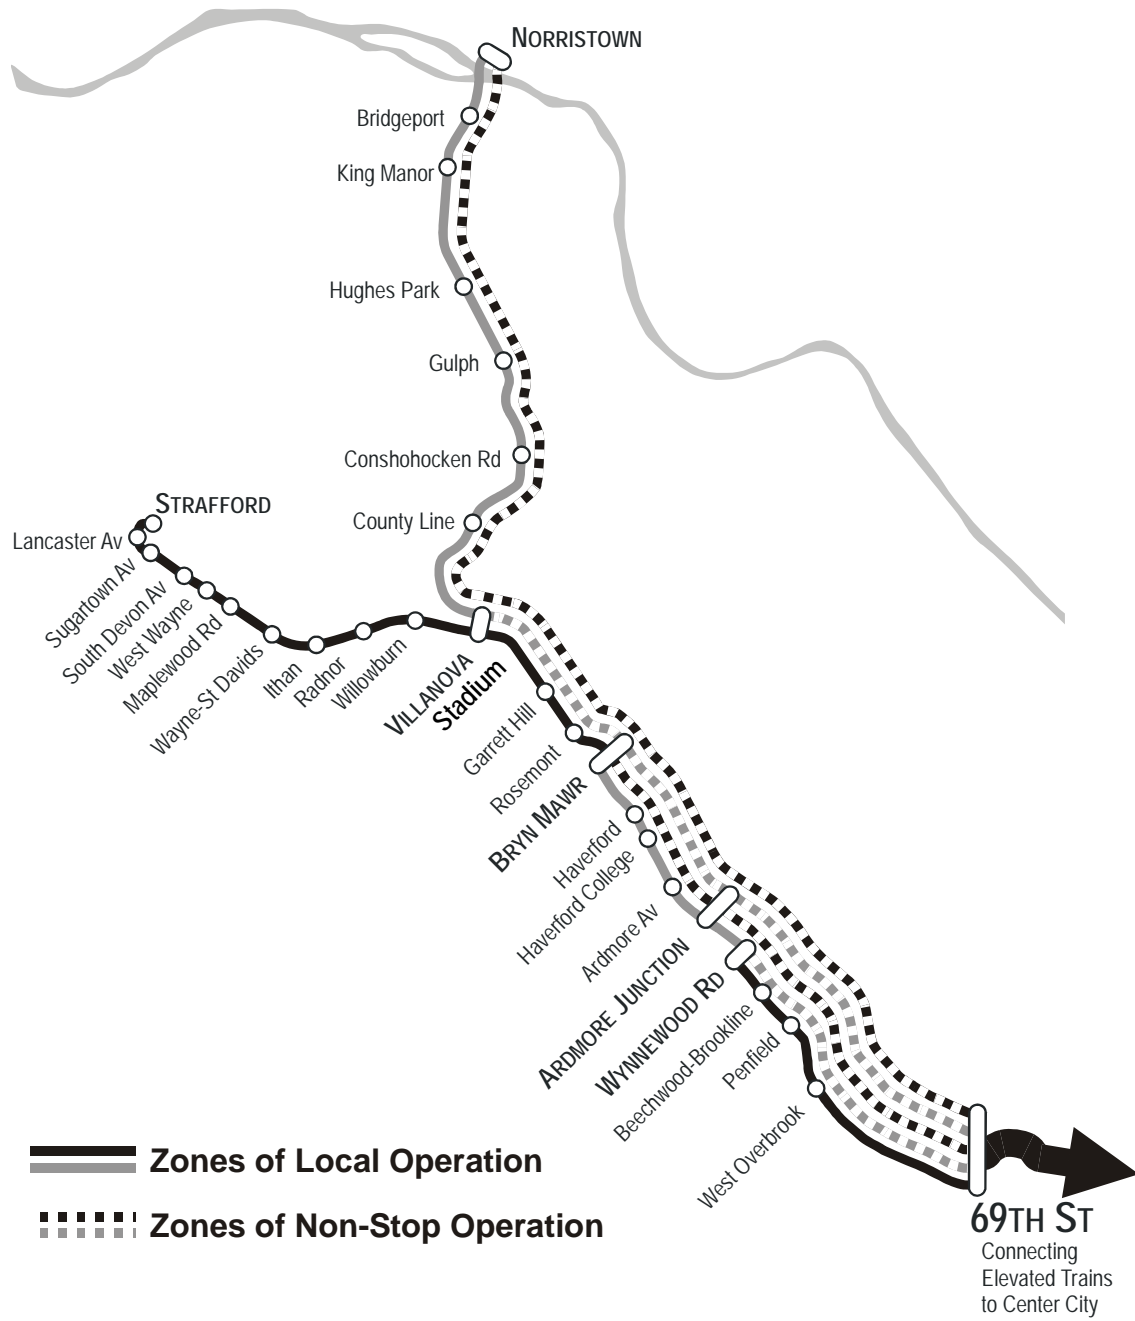 NORRISTOWN
Bridgeport
King Manor
Hughes Park
Gulph
Conshohocken Rd
County Line
STRAFFORD
Lancaster Av
Sugartown Av
South Devon Av
West Wayne
Maplewood Rd
Wayne-St Davids
Ithan
Radnor
Willowburn
VILLANOVA
Stadium
Garrett Hill
Rosemont
BRYN MAWR
Haverford
Haverford College
Ardmore Av
ARDMORE JUNCTION
WYNNEWOOD RD
Beechwood-Brookline
Penfield
West Overbrook
Zones of Local Operation
Zones of Non-Stop Operation
69TH ST
Connecting
Elevated Trains
to Center City